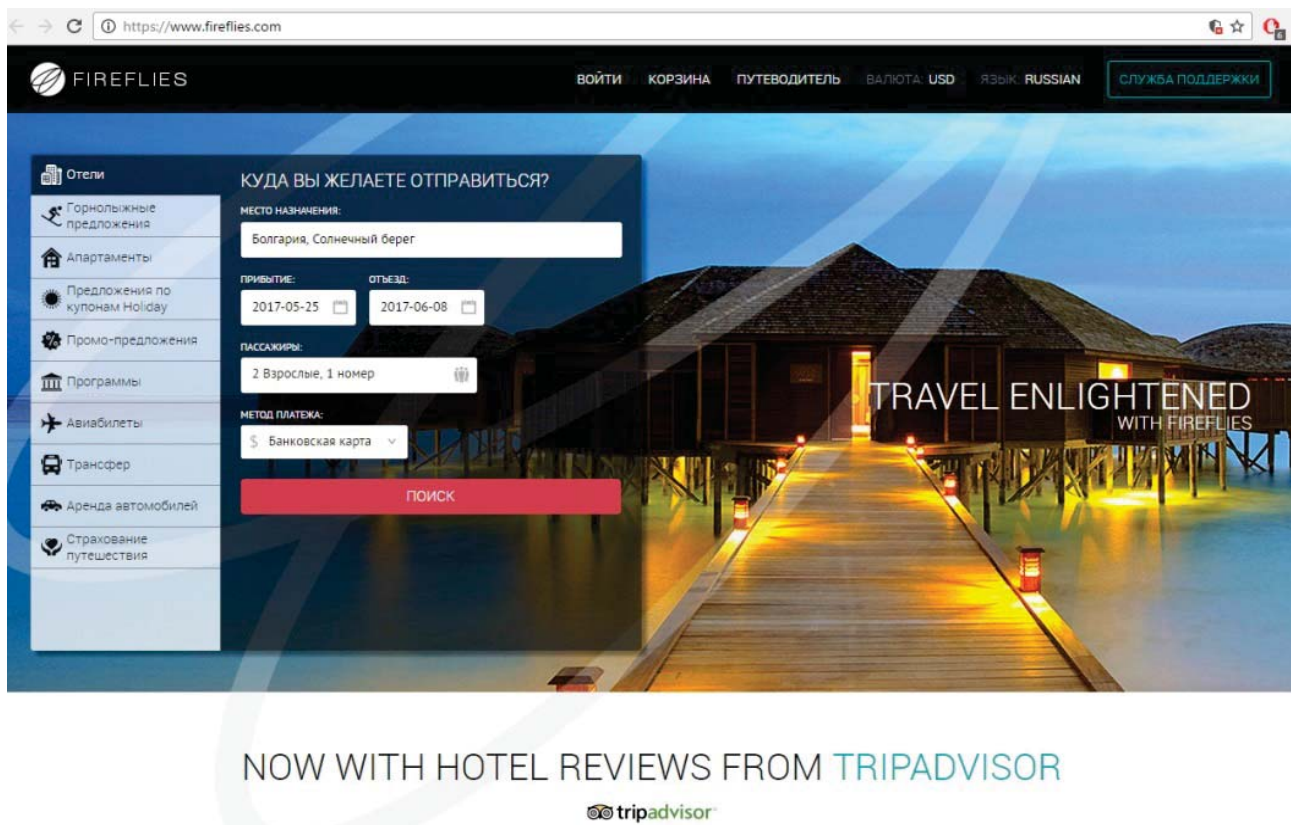 https://www.fireflies.com
6
FIREFLIES
ВОЙТИ КОРЗИНА ПУТЕВОДИТЕЛЬ ВАЛЮТА: USD ЯЗЫК: RUSSIAN СЛУЖБА ПОДДЕРЖКИ
Отели
Горнолыжные
предложения
Апартаменты
Предложения по
купонам Holiday
Промо-предложения
Программы
Авиабилеты
Трансфер
Аренда автомобилей
Страхование
путешествия
КУДА ВЫ ЖЕЛАЕТЕ ОТПРАВИТЬСЯ?
МЕСТО НАЗНАЧЕНИЯ:
Болгария, Солнечный берег
ПРИБЫТИЕ: ОТЪЕЗД:
2017-05-25 2017-06-08
ПАССАЖИРЫ:
2 Взрослые, 1 номер
МЕТОД ПЛАТЕЖА:
$ Банковская карта
ПОИСК
TRAVEL ENLIGHTENED
WITH FIREFLIES
NOW WITH HOTEL REVIEWS FROM TRIPADVISOR
tripadvisor